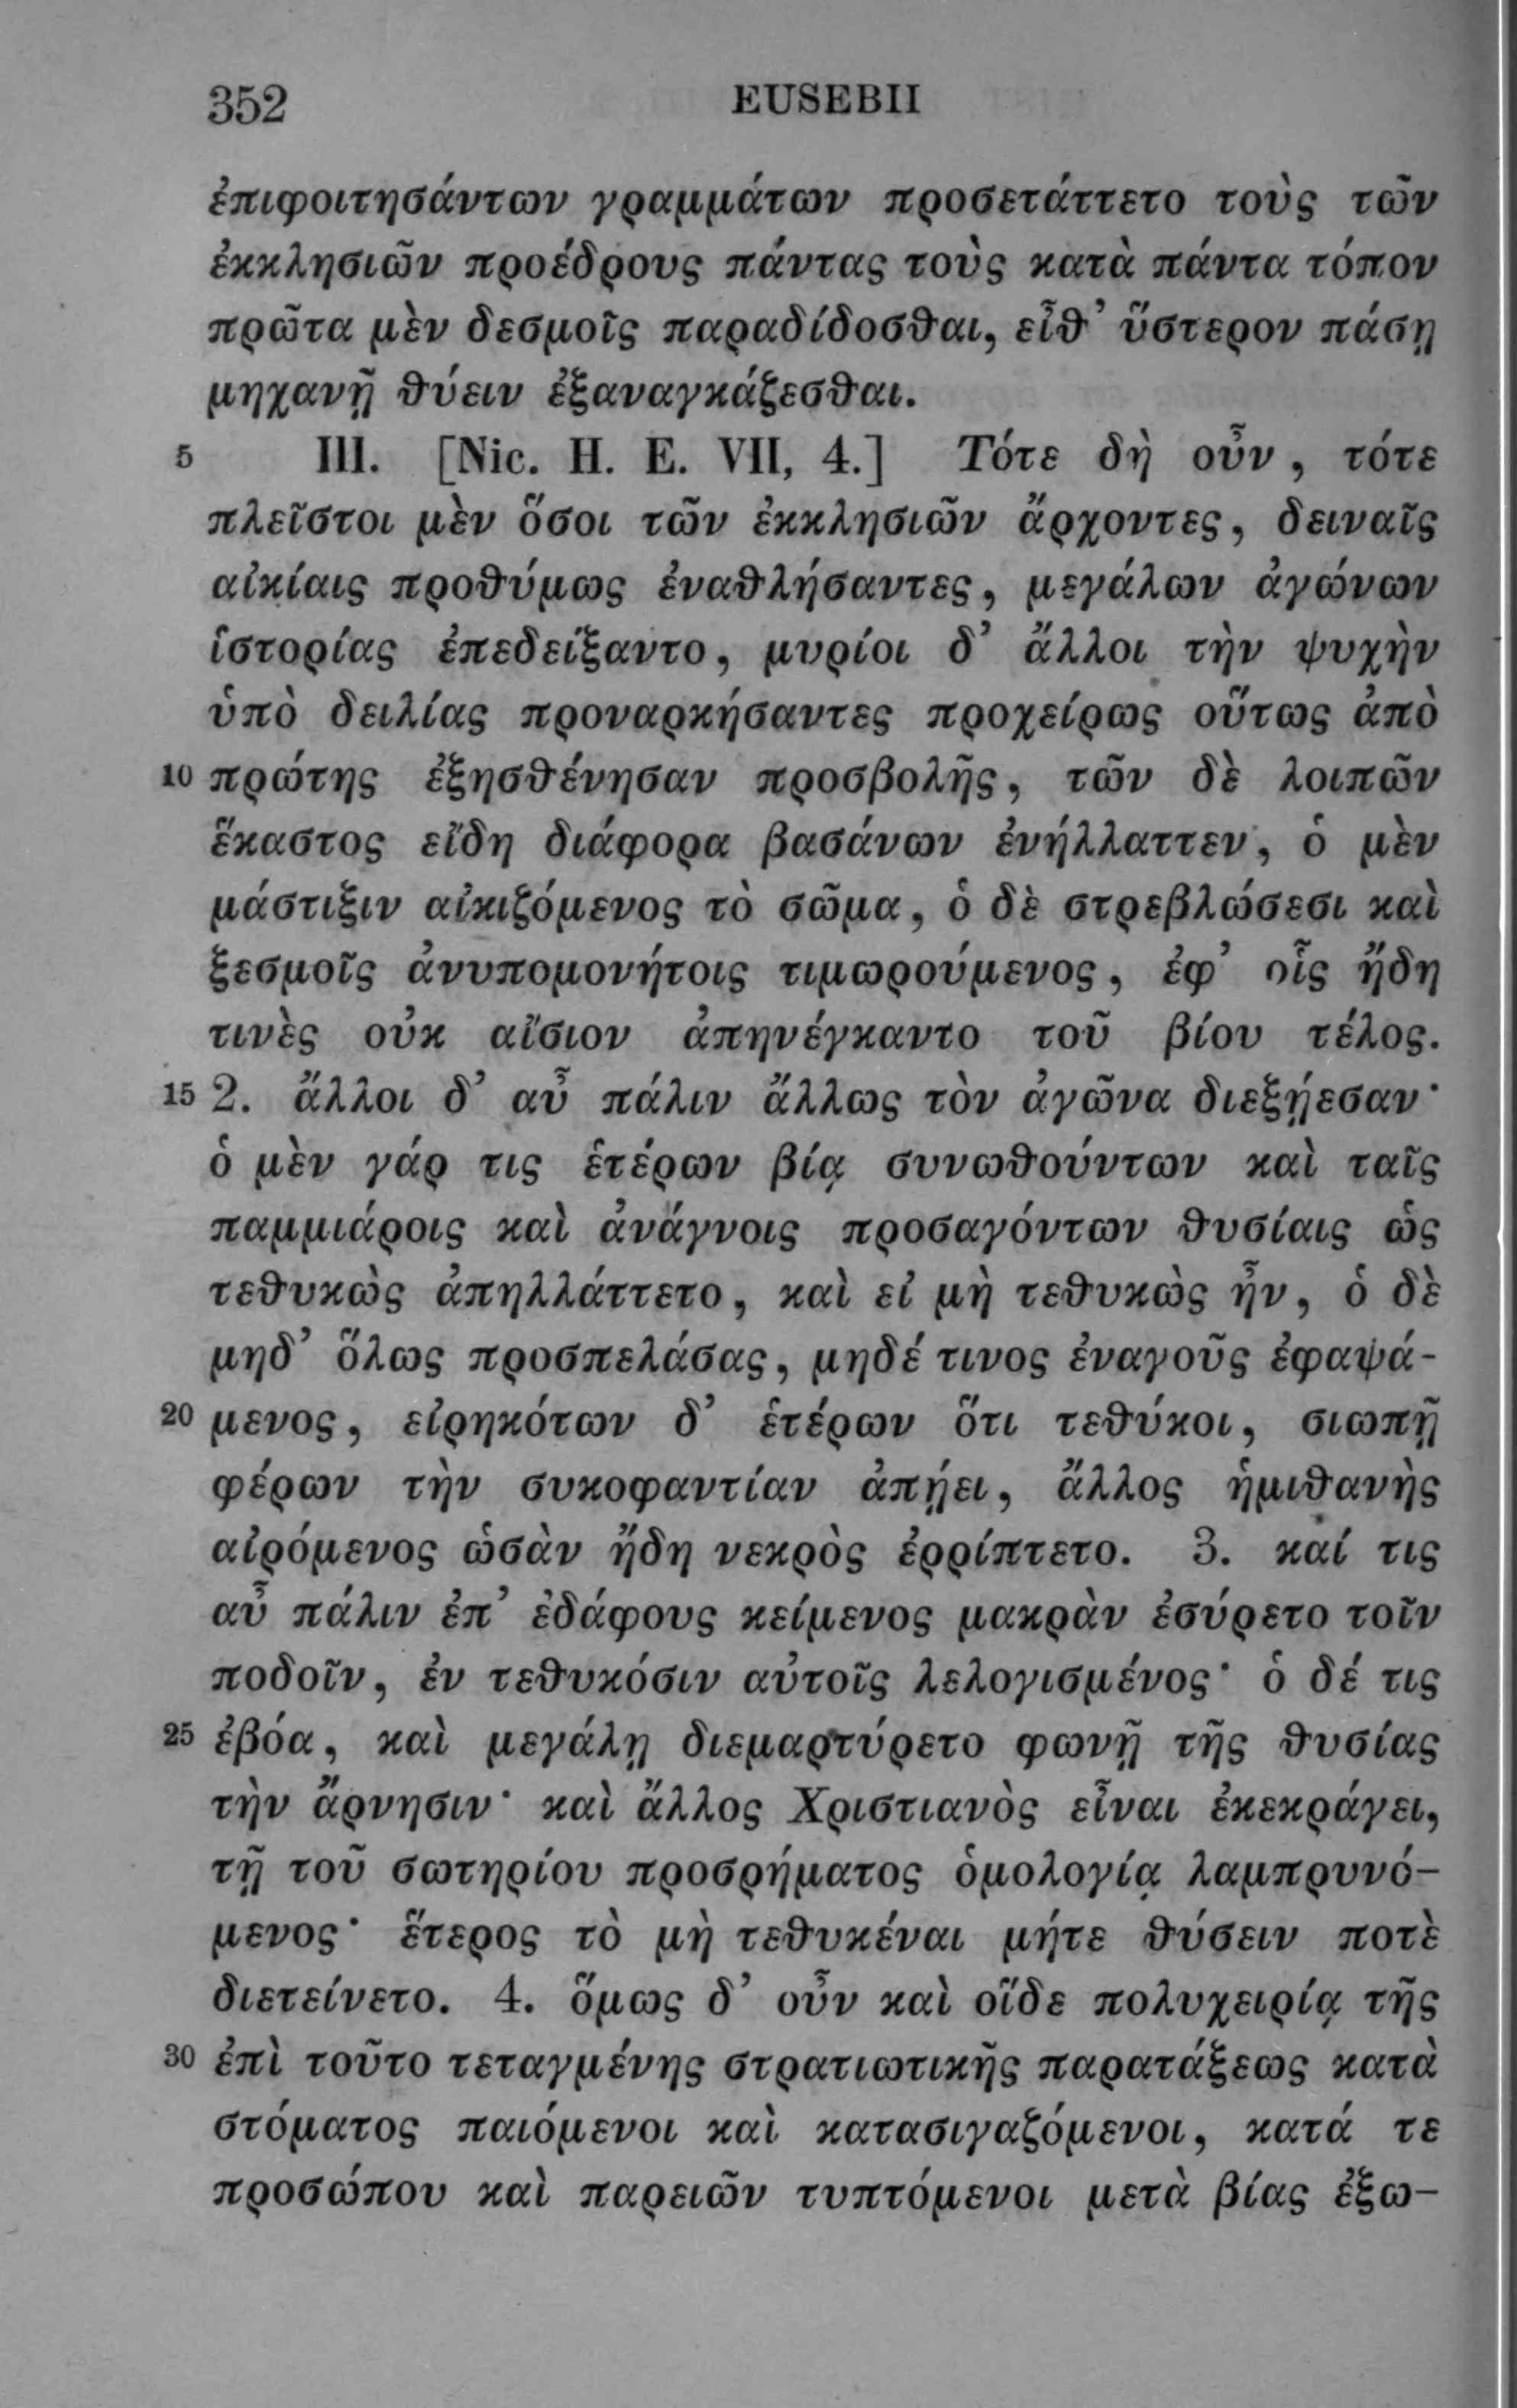 352 EUSEBII
ἐπιφοιτησάντων γραμμάτων προσετάττετο τοὺς τῶν
ἐκκλησιῶν προέδρους πάντας τοὺς κατὰ πάντα τόπον
πρῶτα μὲν δεσμοῖς παραδίδοσθαι, εἶθ’ ὕστερον πάσῃ
μηχανῇ θύειν ἐξαναγκάζεσθαι.
5 III. [Nic. H. E. VII, 4.] Τότε δὴ οὖν, τότε
πλεῖστοι μὲν ὅσοι τῶν ἐκκλησιῶν ἄρχοντες, δειναῖς
αἰκίαις προθύμως ἐναθλήσαντες, μεγάλων ἀγώνων
ἱστορίας ἐπεδείξαντο, μυρίοι δ’ ἄλλοι τὴν ψυχὴν
ὑπὸ δειλίας προναρκήσαντες προχείρως οὕτως ἀπὸ
10 πρώτης ἐξησθένησαν προσβολῆς, τῶν δὲ λοιπῶν
ἕκαστος εἴδη διάφορα βασάνων ἐνήλλαττεν, ὁ μὲν
μάστιξιν αἰκιζόμενος τὸ σῶμα, ὁ δὲ στρεβλώσεσι καὶ
ξεσμοῖς ἀνυπομονήτοις τιμωρούμενος, ἐφ’ οἷς ἤδη
τινὲς οὐκ αἴσιον ἀπηνέγκαντο τοῦ βίου τέλος.
15 2. ἄλλοι δ’ αὖ πάλιν ἄλλως τὸν ἀγῶνα διεξῄεσαν·
ὁ μὲν γάρ τις ἑτέρων βίᾳ συνωθούντων καὶ ταῖς
παμμιάροις καὶ ἀνάγνοις προσαγόντων θυσίαις ὡς
τεθυκὼς ἀπηλλάττετο, καὶ εἰ μὴ τεθυκὼς ἦν, ὁ δὲ
μηδ’ ὅλως προσπελάσας, μηδέ τινος ἐναγοῦς ἐφαψά-
20 μενος, εἰρηκότων δ’ ἑτέρων ὅτι τεθύκοι, σιωπῇ
φέρων τὴν συκοφαντίαν ἀπῄει, ἄλλος ἡμιθανὴς
αἰρόμενος ὡσὰν ἤδη νεκρὸς ἐρρίπτετο. 3. καί τις
αὖ πάλιν ἐπ’ ἐδάφους κείμενος μακρὰν ἐσύρετο τοῖν
ποδοῖν, ἐν τεθυκόσιν αὐτοῖς λελογισμένος· ὁ δέ τις
25 ἐβόα, καὶ μεγάλῃ διεμαρτύρετο φωνῇ τῆς θυσίας
τὴν ἄρνησιν· καὶ ἄλλος Χριστιανὸς εἶναι ἐκεκράγει,
τῇ τοῦ σωτηρίου προσρήματος ὁμολογίᾳ λαμπρυνό-
μενος· ἕτερος τὸ μὴ τεθυκέναι μήτε θύσειν ποτὲ
διετείνετο. 4. ὅμως δ’ οὖν καὶ οἵδε πολυχειρίᾳ τῆς
30 ἐπὶ τοῦτο τεταγμένης στρατιωτικῆς παρατάξεως κατὰ
στόματος παιόμενοι καὶ κατασιγαζόμενοι, κατά τε
προσώπου καὶ παρειῶν τυπτόμενοι μετὰ βίας ἐξω-